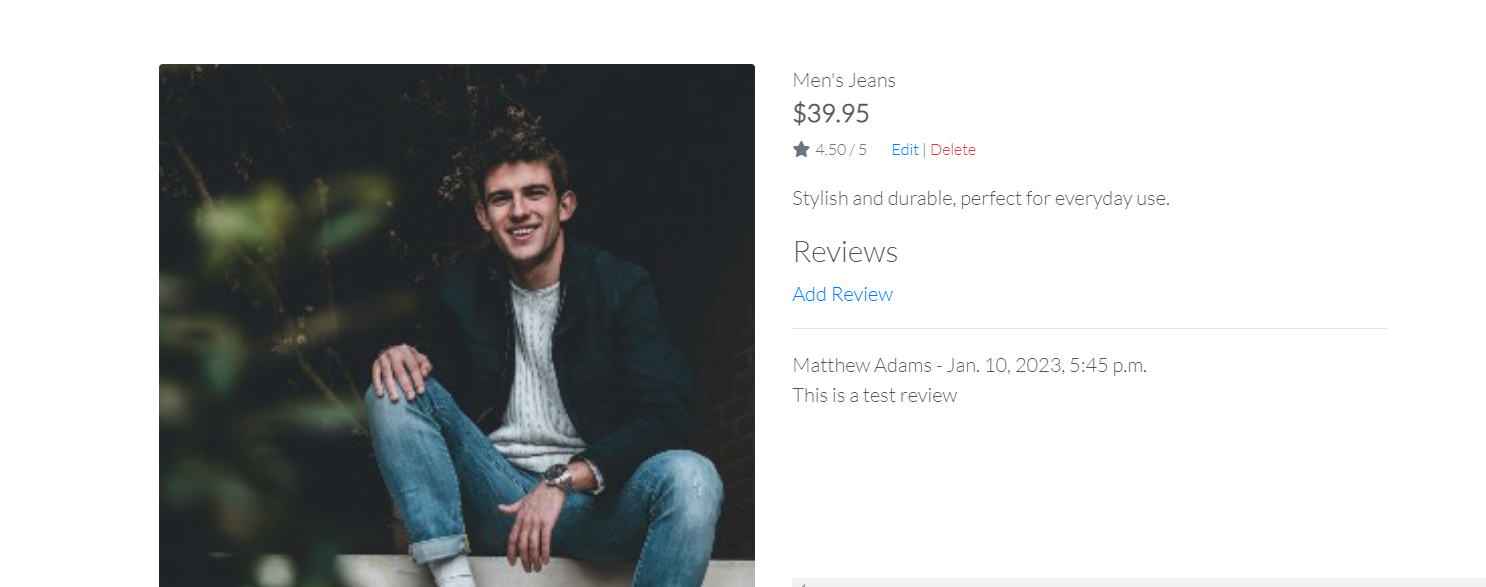 Men's Jeans
$39.95
4.50 / 5 Edit | Delete
Stylish and durable, perfect for everyday use.
Reviews
Add Review
Matthew Adams - Jan. 10, 2023, 5:45 p.m.
This is a test review